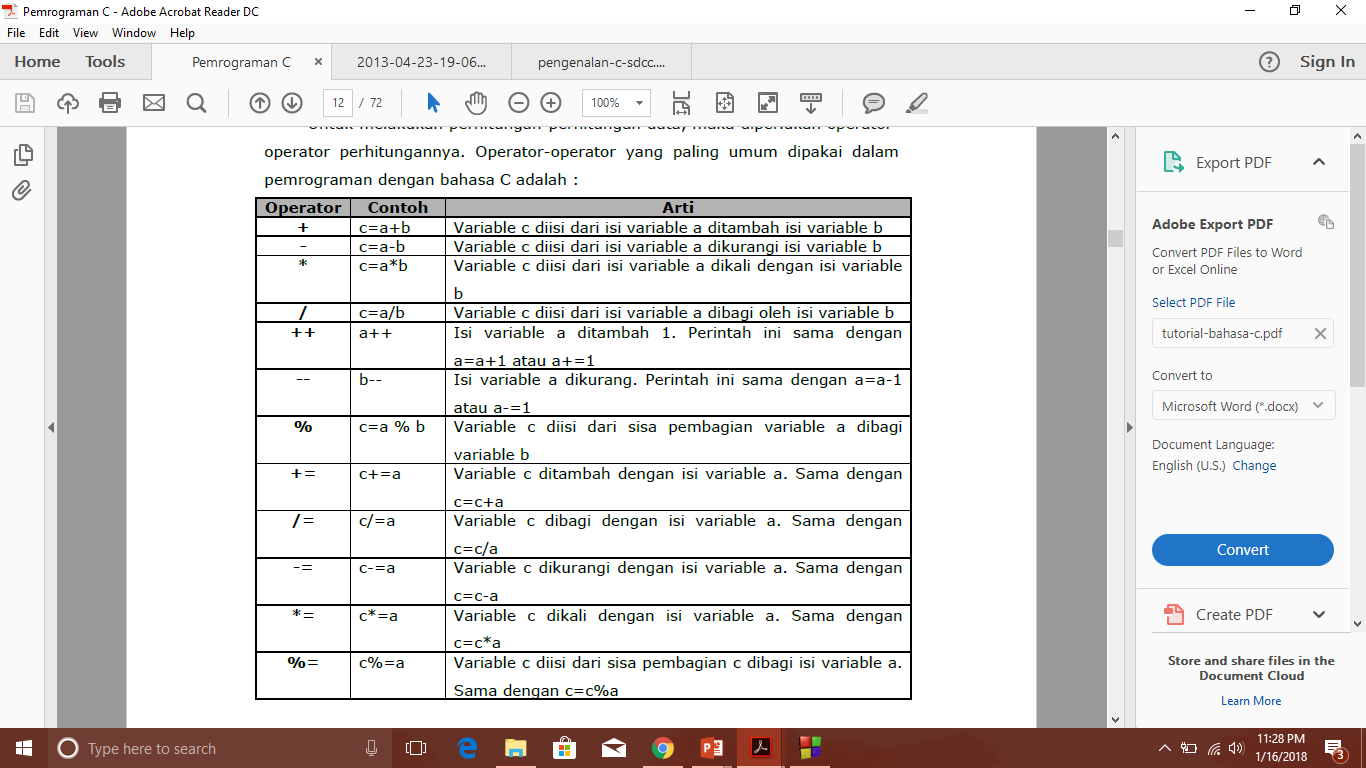 Pemrograman C - Adobe Acrobat Reader DC
File Edit View Window Help
Home Tools Pemrograman C × 2013-04-23-19-06... pengenalan-c-sdcc.... Sign In
12 / 72 100%
Untuk melakukan perhitungan-perhitungan data, maka diperlukan operator-
operator perhitungannya. Operator-operator yang paling umum dipakai dalam
pemrograman dengan bahasa C adalah :
Operator Contoh Arti
+ c=a+b Variable c diisi dari isi variable a ditambah isi variable b
- c=a-b Variable c diisi dari isi variable a dikurangi isi variable b
* c=a*b Variable c diisi dari isi variable a dikali dengan isi variable
b
/ c=a/b Variable c diisi dari isi variable a dibagi oleh isi variable b
++ a++ Isi variable a ditambah 1. Perintah ini sama dengan
a=a+1 atau a+=1
-- b-- Isi variable a dikurang. Perintah ini sama dengan a=a-1
atau a-=1
% c=a % b Variable c diisi dari sisa pembagian variable a dibagi
variable b
+= c+=a Variable c ditambah dengan isi variable a. Sama dengan
c=c+a
/= c/=a Variable c dibagi dengan isi variable a. Sama dengan
c=c/a
-= c-=a Variable c dikurangi dengan isi variable a. Sama dengan
c=c-a
*= c*=a Variable c dikali dengan isi variable a. Sama dengan
c=c*a
%= c%=a Variable c diisi dari sisa pembagian c dibagi isi variable a.
Sama dengan c=c%a
Export PDF
Adobe Export PDF
Convert PDF Files to Word
or Excel Online
Select PDF File
tutorial-bahasa-c.pdf
Convert to
Microsoft Word (*.docx)
Document Language:
English (U.S.) Change
Convert
Create PDF
Store and share files in the
Document Cloud
Learn More
Type here to search
11:28 PM
1/16/2018
3